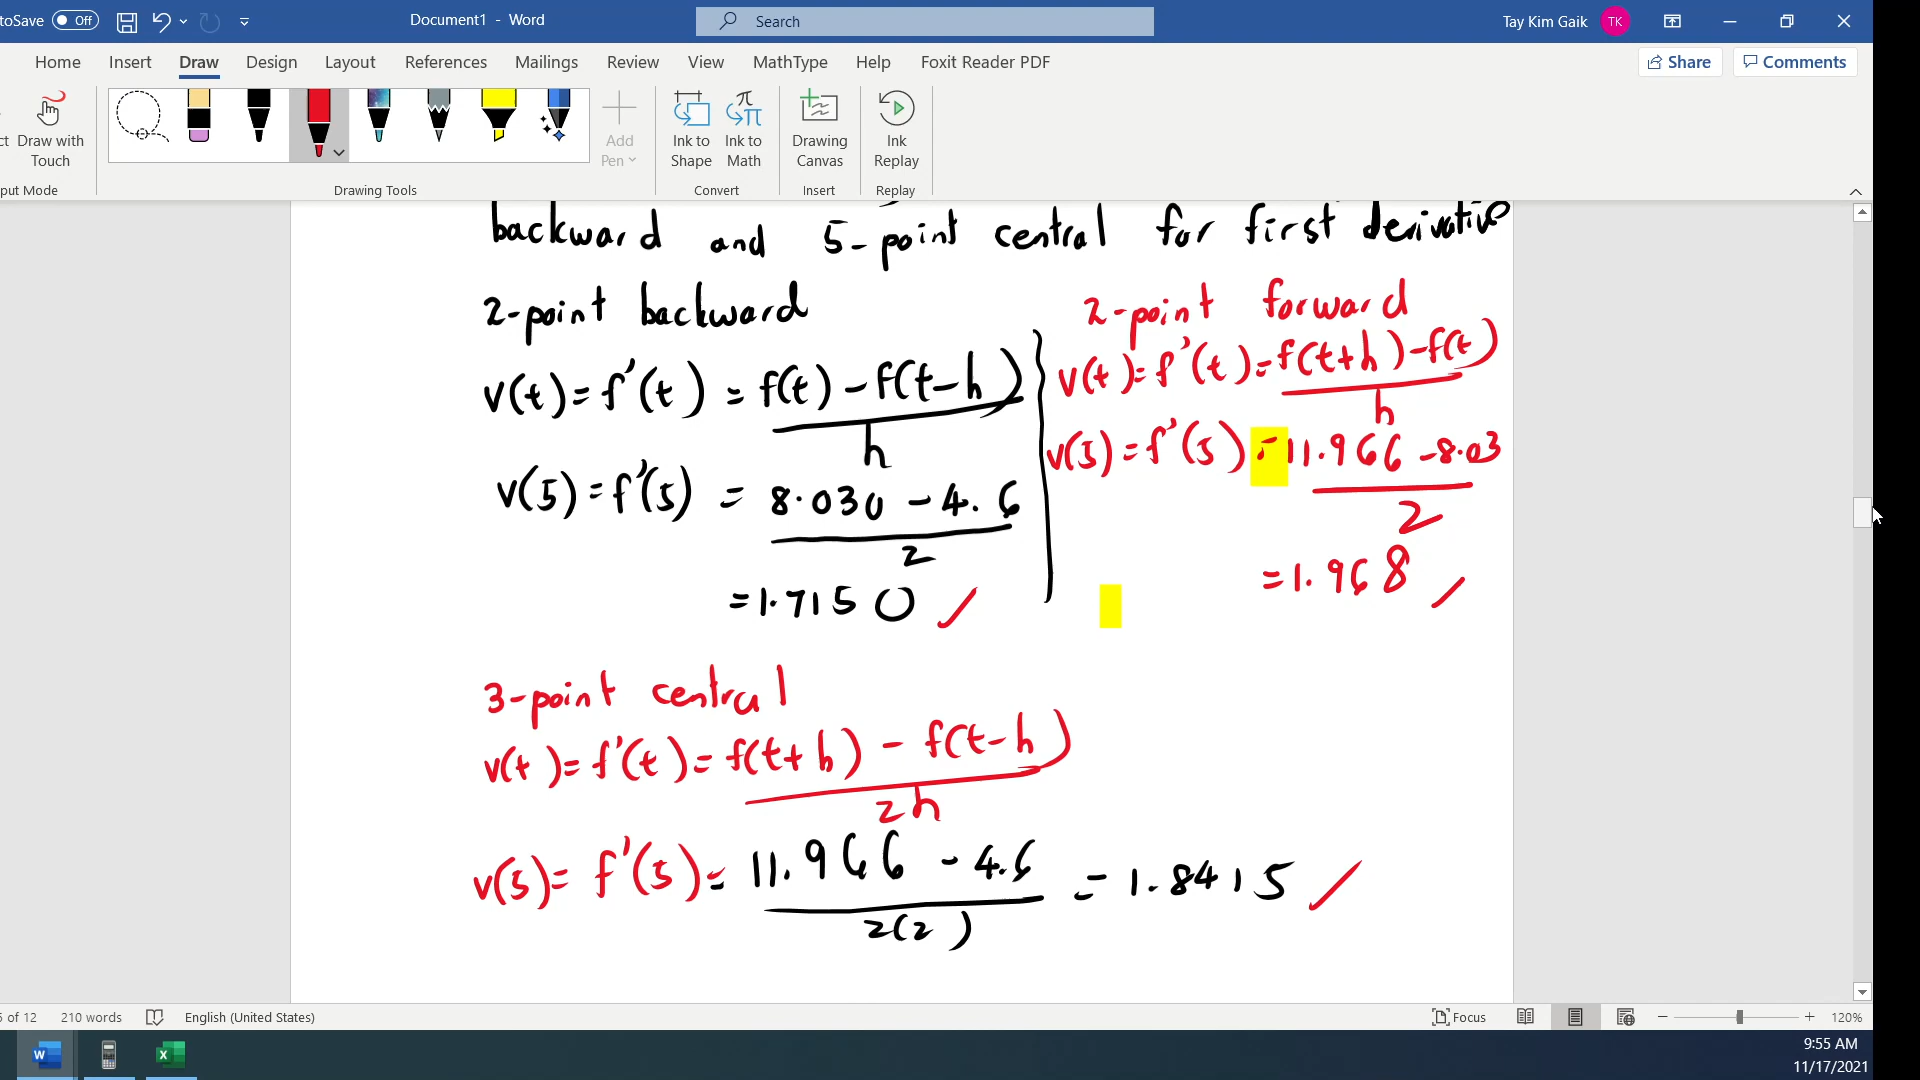 toSave Off Document1 - Word Search Tay Kim Gaik TK
Home Insert Draw Design Layout References Mailings Review View MathType Help Foxit Reader PDF Share Comments
ct Draw with Touch
Add Pen
Ink to Shape
Ink to Math
Drawing Canvas
Ink Replay
put Mode Drawing Tools Convert Insert Replay
backward and 5-point central for first derivative
2-point backward
v(t)=f'(t) = f(t)-f(t-h)
h
v(5)=f'(5) = 8.030 - 4.6
2
=1.7150
2-point forward
v(t)=f'(t)=f(t+h)-f(t)
h
v(5)=f'(5)=11.966-8.03
2
=1.968
3-point central
v(t)=f'(t)=f(t+h) - f(t-h)
2h
v(5)=f'(5)= 11.966 - 4.6 = 1.8415
2(2)
of 12 210 words English (United States) Focus 120%
9:55 AM
11/17/2021